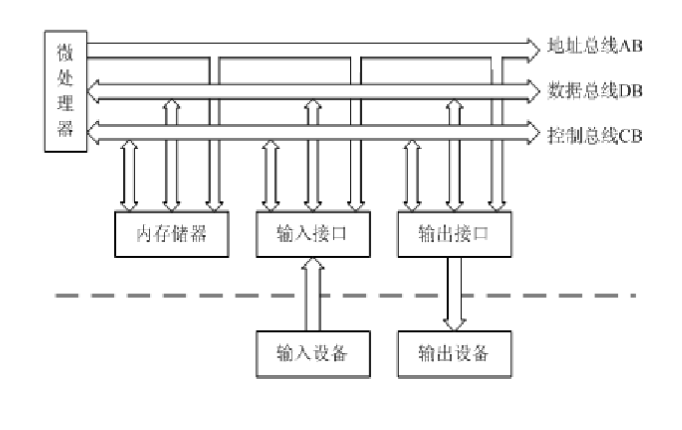 微处理器
地址总线AB
数据总线DB
控制总线CB
内存储器
输入接口
输出接口
输入设备
输出设备